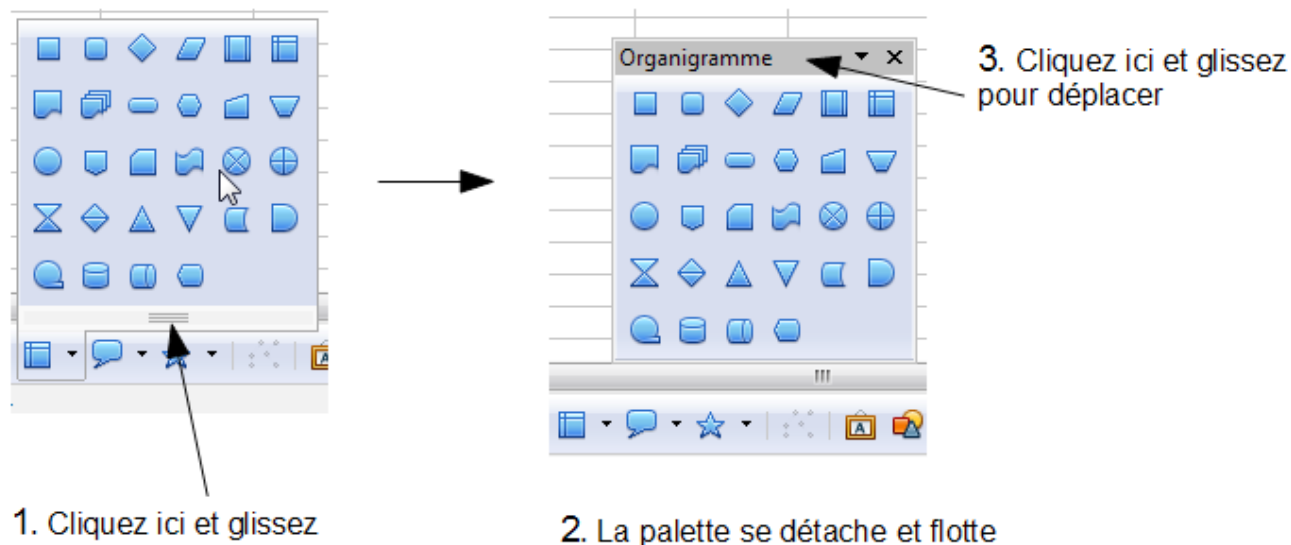 Organigramme
3. Cliquez ici et glissez
pour déplacer
A
A
1. Cliquez ici et glissez
2. La palette se détache et flotte